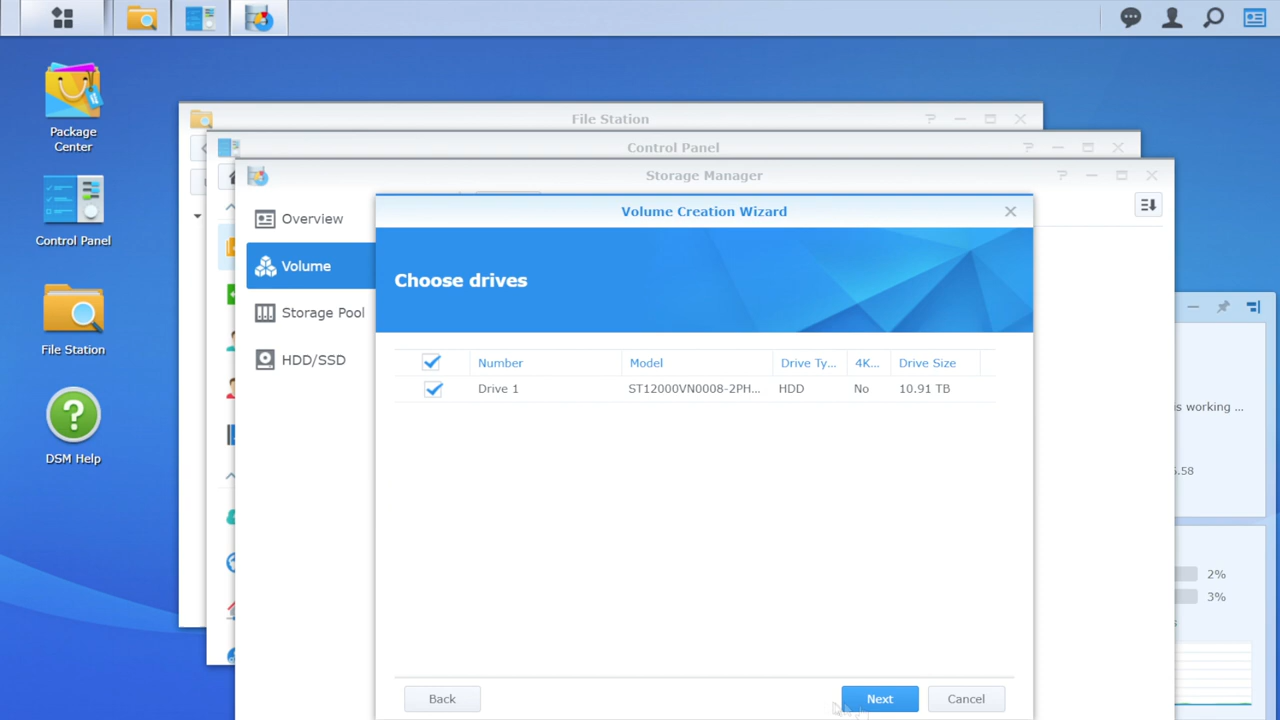 Package
Center
Control Panel
File Station
DSM Help
File Station
Control Panel
Storage Manager
Overview
Volume
Storage Pool
HDD/SSD
Volume Creation Wizard
Choose drives
Number Model Drive Ty... 4K... Drive Size
Drive 1 ST12000VN0008-2PH... HDD No 10.91 TB
Back Next Cancel
s working ...
.58
2%
3%